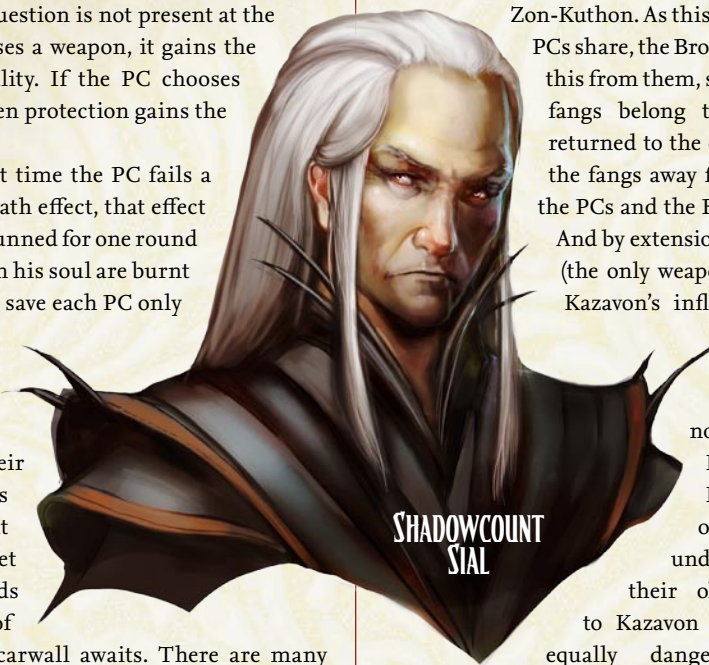 uestion is not present at the
ses a weapon, it gains the
lity. If the PC chooses
en protection gains the
t time the PC fails a
ath effect, that effect
unned for one round
n his soul are burnt
save each PC only
eir
s
t
et
ds
of
carwall awaits. There are many
Zon-Kuthon. As this
PCs share, the Bro
this from them, s
fangs belong t
returned to the
the fangs away f
the PCs and the B
And by extensio
(the only weap
Kazavon's infl
no
o
und
their ol
to Kazavon
equally dange
SHADOWCOUNT
SIAL